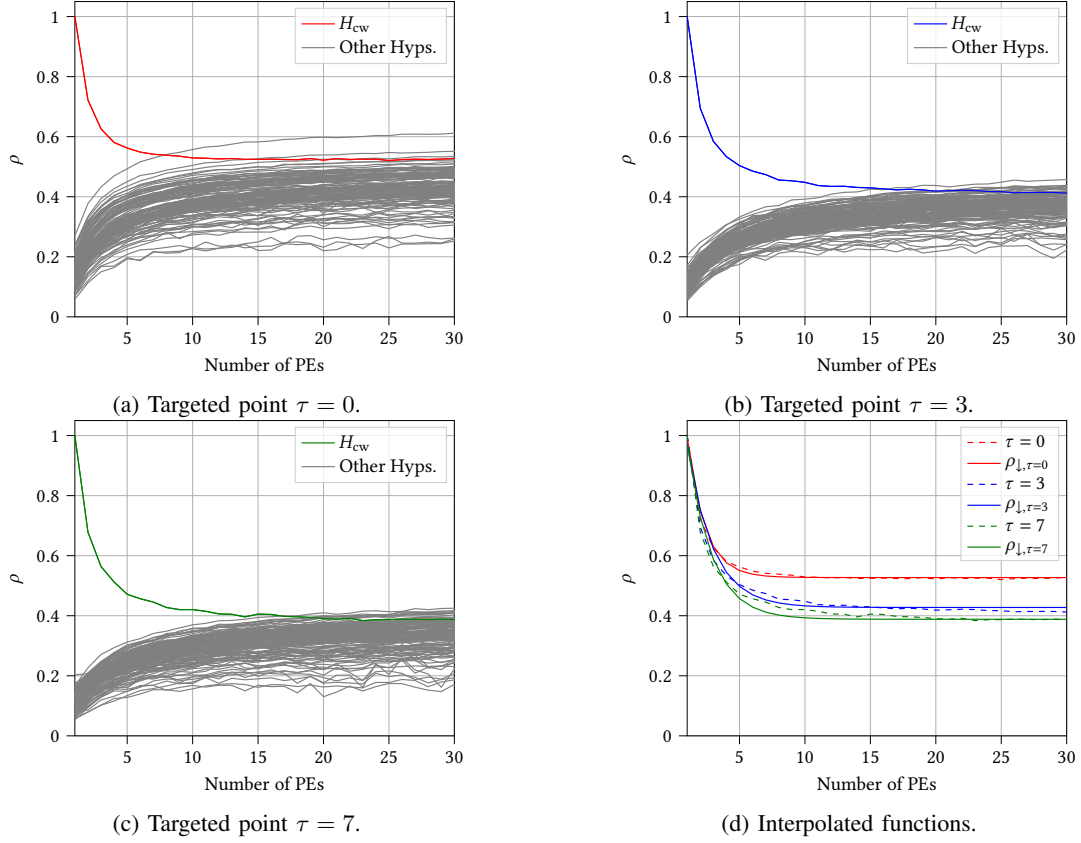 1
0.8
0.6
0.4
0.2
0
ρ
5 10 15 20 25 30
Number of PEs
H_cw
Other Hyps.
(a) Targeted point τ = 0.
1
0.8
0.6
0.4
0.2
0
ρ
5 10 15 20 25 30
Number of PEs
H_cw
Other Hyps.
(b) Targeted point τ = 3.
1
0.8
0.6
0.4
0.2
0
ρ
5 10 15 20 25 30
Number of PEs
H_cw
Other Hyps.
(c) Targeted point τ = 7.
1
0.8
0.6
0.4
0.2
0
ρ
5 10 15 20 25 30
Number of PEs
τ = 0
ρ↓,τ=0
τ = 3
ρ↓,τ=3
τ = 7
ρ↓,τ=7
(d) Interpolated functions.